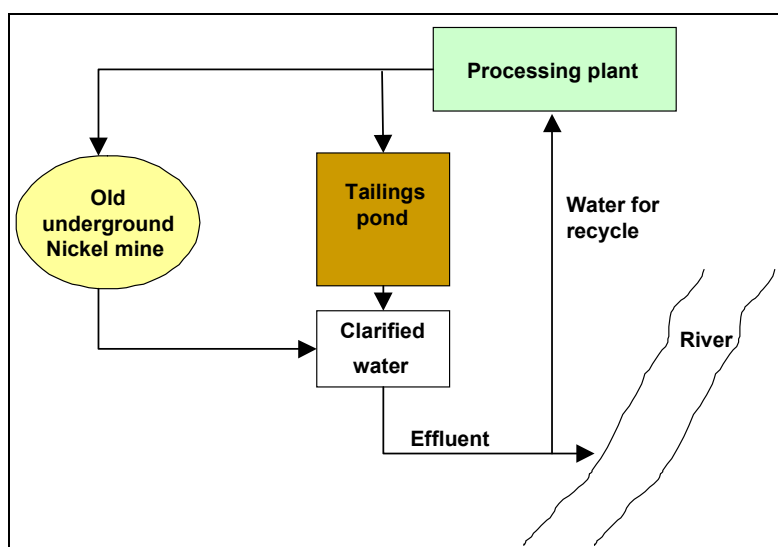 Processing plant
Old
underground
Nickel mine
Tailings
pond
Water for
recycle
Clarified
water
River
Effluent